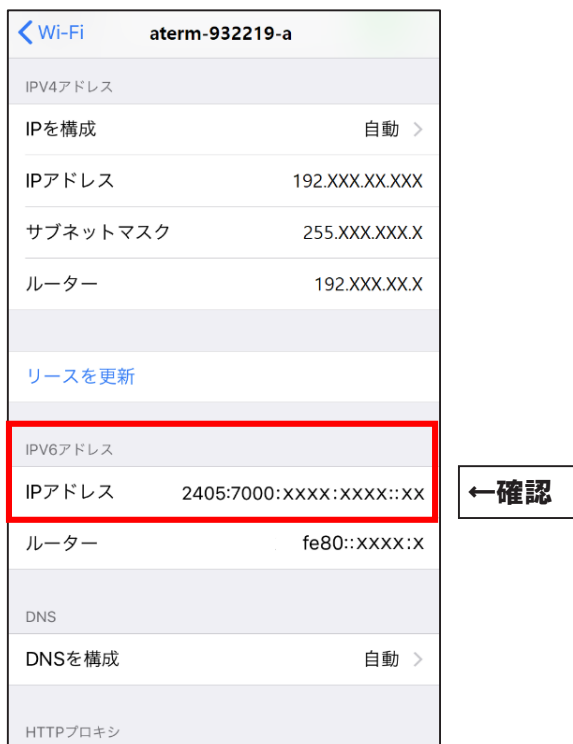 Wi-Fi aterm-932219-a
IPV4アドレス
IPを構成 自動
IPアドレス 192.XXX.XX.XXX
サブネットマスク 255.XXX.XXX.X
ルーター 192.XXX.XX.X
リースを更新
IPV6アドレス
IPアドレス 2405:7000:xxxx:xxxx::xx
←確認
ルーター fe80::xxxx:x
DNS
DNSを構成 自動
HTTPプロキシ